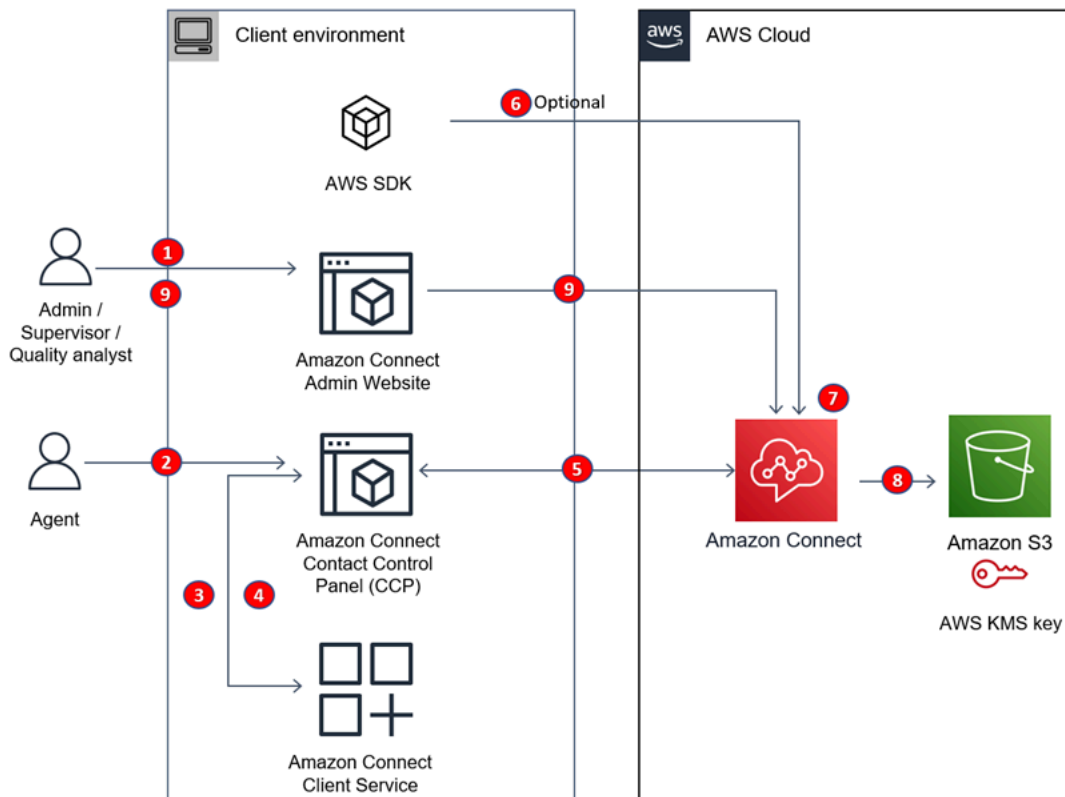 Client environment
aws
AWS Cloud
6 Optional
AWS SDK
1
9
Admin /
Supervisor /
Quality analyst
9
Amazon Connect
Admin Website
7
2
Agent
5
8
Amazon Connect
Contact Control
Panel (CCP)
Amazon Connect
Amazon S3
AWS KMS key
3
4
Amazon Connect
Client Service